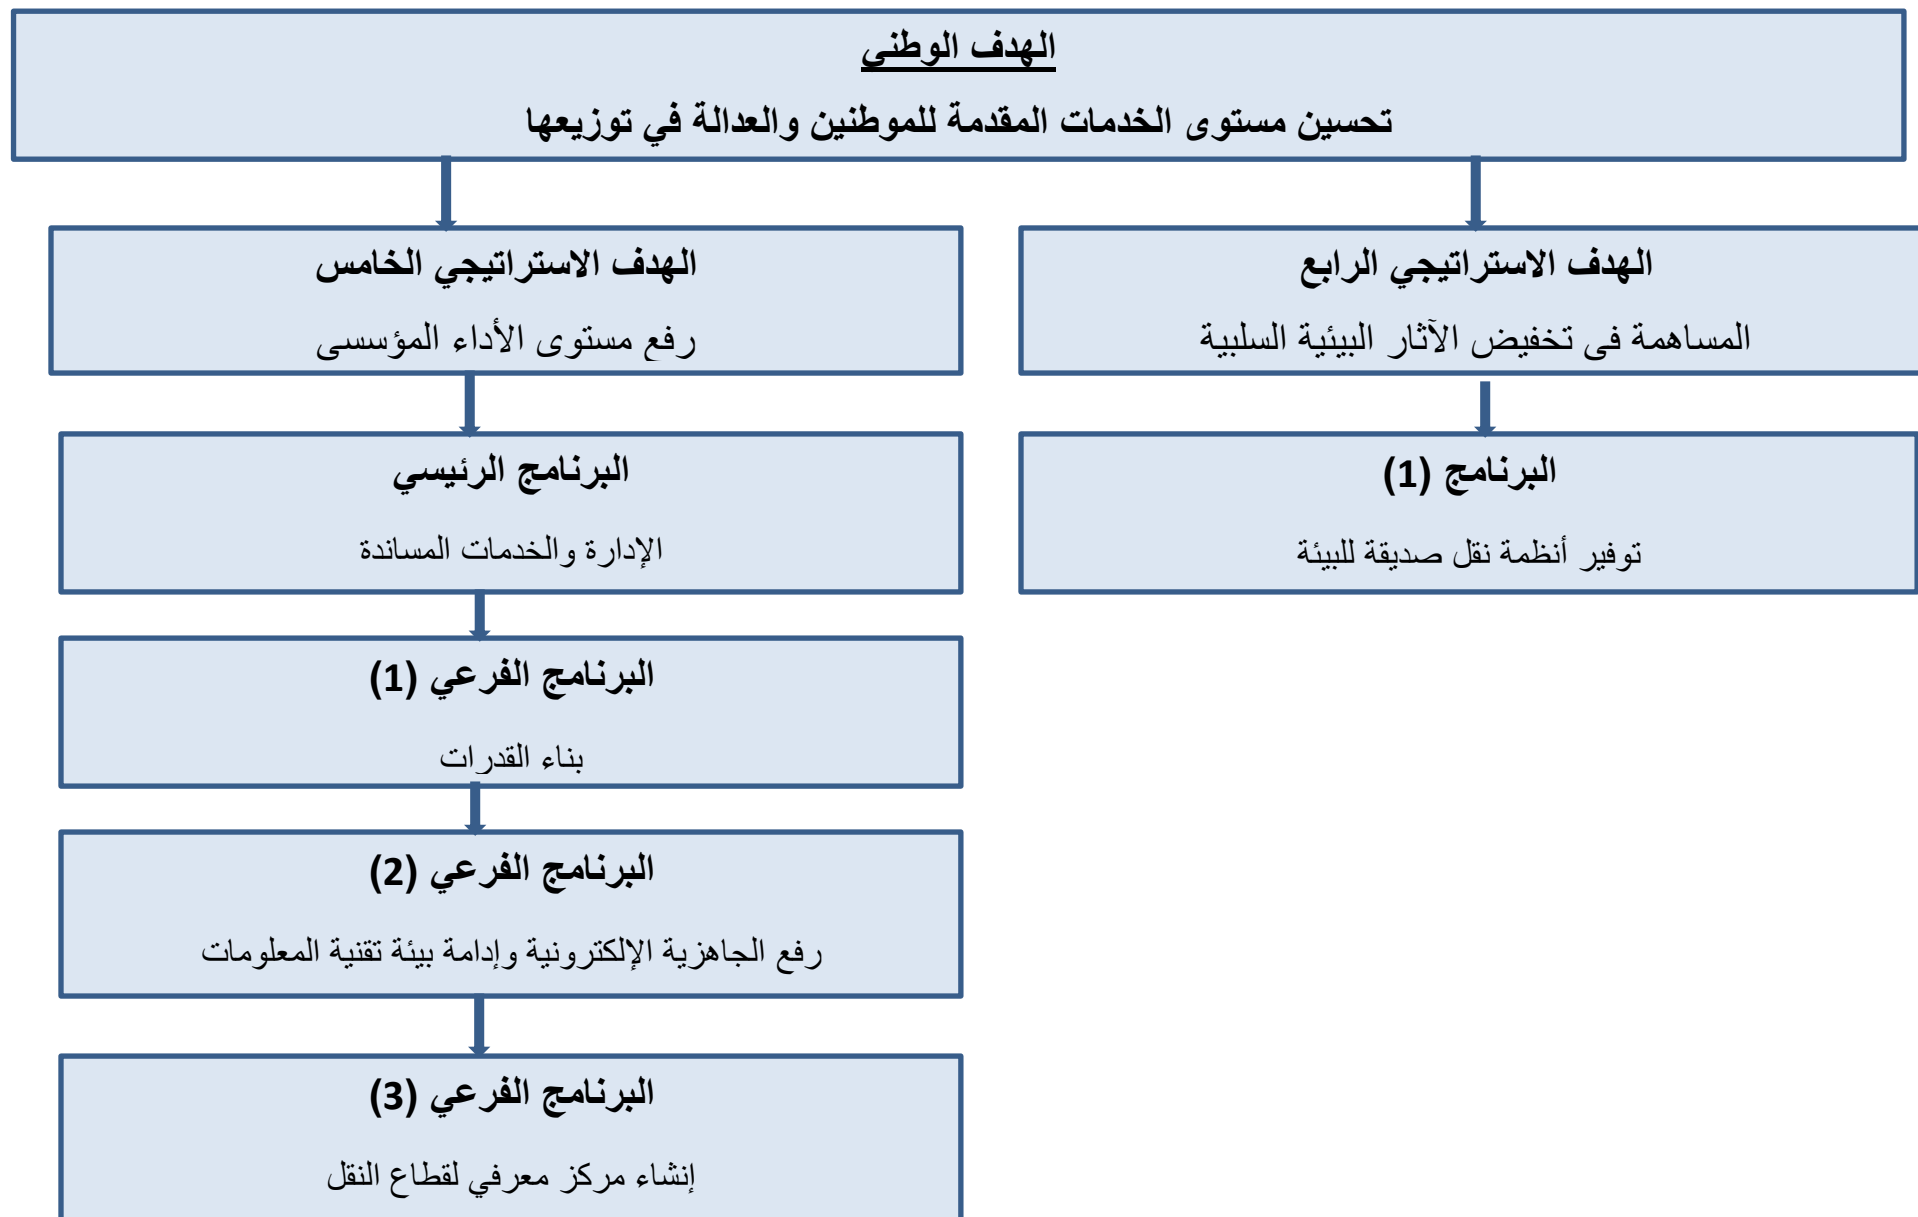 الهدف الوطني
تحسين مستوى الخدمات المقدمة للموطنين والعدالة في توزيعها
الهدف الاستراتيجي الرابع
المساهمة في تخفيض الآثار البيئية السلبية
البرنامج (1)
توفير أنظمة نقل صديقة للبيئة
الهدف الاستراتيجي الخامس
رفع مستوى الأداء المؤسسي
البرنامج الرئيسي
الإدارة والخدمات المساندة
البرنامج الفرعي (1)
بناء القدرات
البرنامج الفرعي (2)
رفع الجاهزية الإلكترونية وإدامة بيئة تقنية المعلومات
البرنامج الفرعي (3)
إنشاء مركز معرفي لقطاع النقل